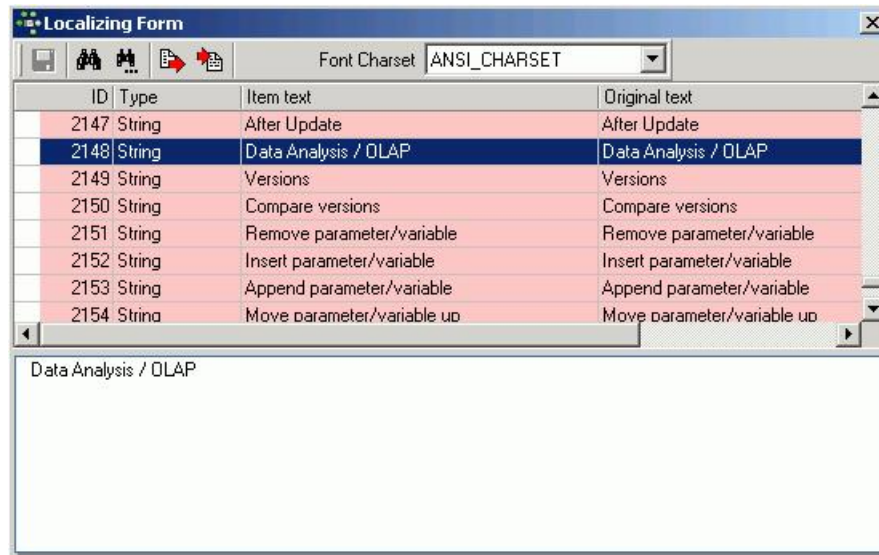 Localizing Form
Font Charset ANSI_CHARSET
ID Type Item text Original text
2147 String After Update After Update
2148 String Data Analysis / OLAP Data Analysis / OLAP
2149 String Versions Versions
2150 String Compare versions Compare versions
2151 String Remove parameter/variable Remove parameter/variable
2152 String Insert parameter/variable Insert parameter/variable
2153 String Append parameter/variable Append parameter/variable
2154 String Move parameter/variable up Move parameter/variable up
Data Analysis / OLAP